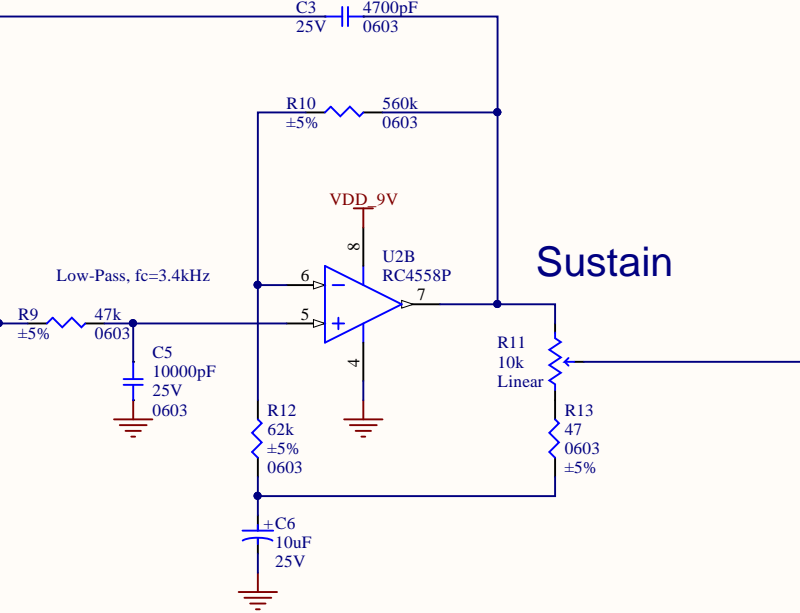 C3
4700pF
25V
0603
R10
560k
±5%
0603
VDD_9V
8
U2B
RC4558P
Sustain
Low-Pass, fc=3.4kHz
6
7
R9
47k
5
±5%
0603
C5
10000pF
25V
0603
4
R11
10k
Linear
R12
62k
±5%
0603
R13
47
0603
±5%
+C6
10uF
25V